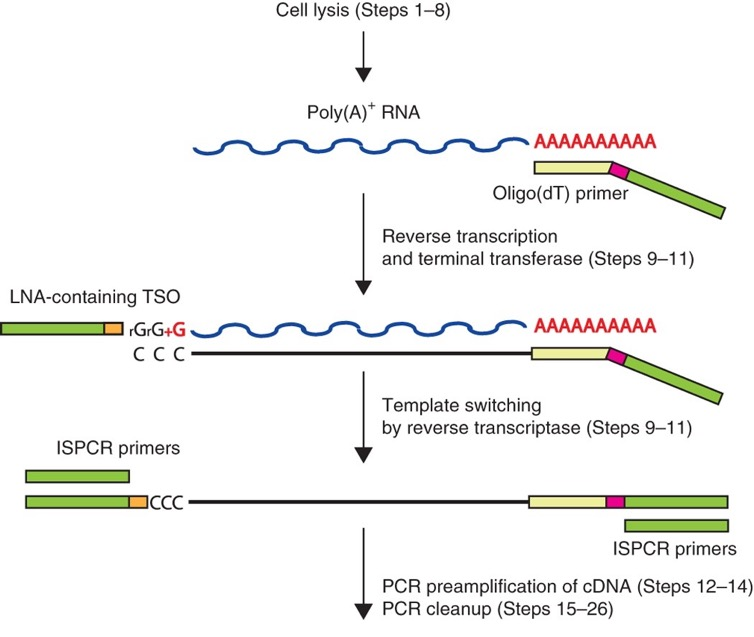 Cell lysis (Steps 1–8)
Poly(A)+ RNA
AAAAAAAAAA
Oligo(dT) primer
Reverse transcription
and terminal transferase (Steps 9–11)
LNA-containing TSO
rGrG+G
AAAAAAAAAA
C C C
Template switching
by reverse transcriptase (Steps 9–11)
ISPCR primers
CCC
ISPCR primers
PCR preamplification of cDNA (Steps 12–14)
PCR cleanup (Steps 15–26)